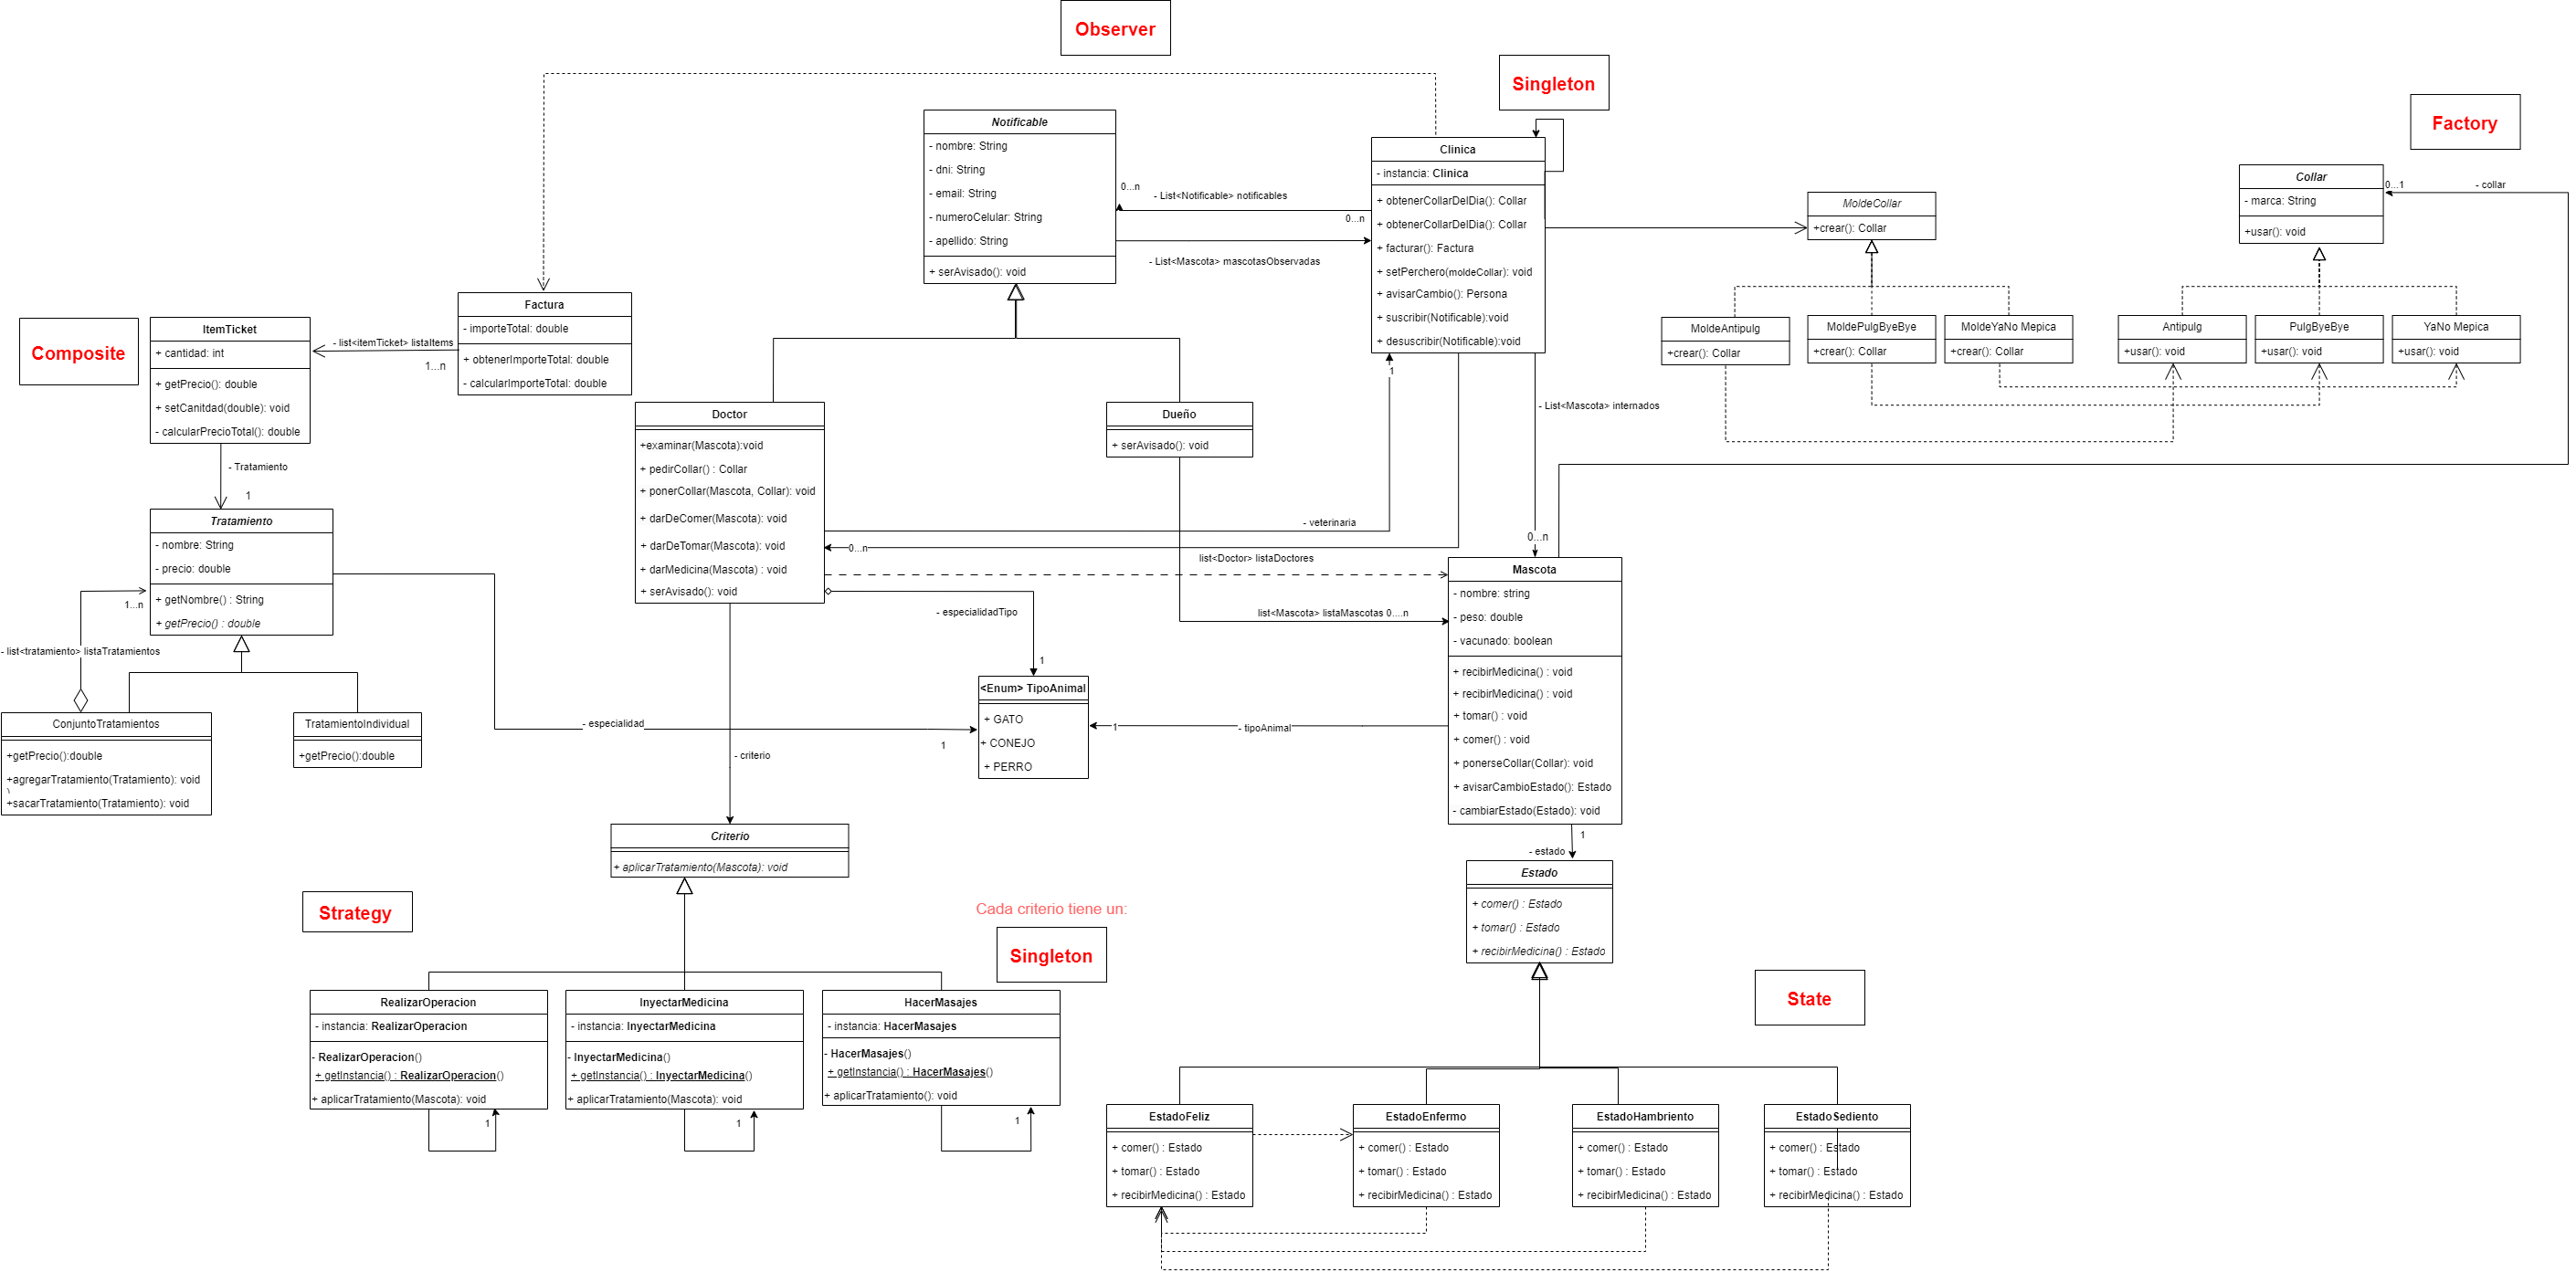 Observer
Singleton
Factory
Notificable
- nombre: String
- dni: String
- email: String
- numeroCelular: String
- apellido: String
+ serAvisado(): void
0...n
- List<Notificable> notificables
0...n
- List<Mascota> mascotasObservadas
Clinica
- instancia: Clinica
+ obtenerCollarDelDia(): Collar
+ obtenerCollarDelDia(): Collar
+ facturar(): Factura
+ setPerchero(moldeCollar): void
+ avisarCambio(): Persona
+ suscribir(Notificable):void
+ desuscribir(Notificable):void
MoldeCollar
+crear(): Collar
Collar
- marca: String
+usar(): void
0...1
- collar
MoldeAntipulg
+crear(): Collar
MoldePulgByeBye
+crear(): Collar
MoldeYaNo Mepica
+crear(): Collar
Antipulg
+usar(): void
PulgByeBye
+usar(): void
YaNo Mepica
+usar(): void
Composite
ItemTicket
+ cantidad: int
+ getPrecio(): double
+ setCanitdad(double): void
- calcularPrecioTotal(): double
- list<itemTicket> listaItems
1...n
Factura
- importeTotal: double
+ obtenerImporteTotal: double
- calcularImporteTotal: double
- Tratamiento
1
Doctor
+examinar(Mascota):void
+ pedirCollar() : Collar
+ ponerCollar(Mascota, Collar): void
+ darDeComer(Mascota): void
+ darDeTomar(Mascota): void
+ darMedicina(Mascota) : void
+ serAvisado(): void
Dueño
+ serAvisado(): void
1
- List<Mascota> internados
- veterinaria
0...n
0...n
list<Doctor> listaDoctores
- especialidadTipo
list<Mascota> listaMascotas 0....n
Tratamiento
- nombre: String
- precio: double
+ getNombre() : String
+ getPrecio() : double
1...n
- list<tratamiento> listaTratamientos
ConjuntoTratamientos
+getPrecio():double
+agregarTratamiento(Tratamiento): void
\
+sacarTratamiento(Tratamiento): void
TratamientoIndividual
+getPrecio():double
- especialidad
1
1
<Enum> TipoAnimal
+ GATO
+ CONEJO
+ PERRO
1
- tipoAnimal
- criterio
Mascota
- nombre: string
- peso: double
- vacunado: boolean
+ recibirMedicina() : void
+ recibirMedicina() : void
+ tomar() : void
+ comer() : void
+ ponerseCollar(Collar): void
+ avisarCambioEstado(): Estado
- cambiarEstado(Estado): void
1
- estado
Criterio
+ aplicarTratamiento(Mascota): void
Estado
+ comer() : Estado
+ tomar() : Estado
+ recibirMedicina() : Estado
Strategy
Cada criterio tiene un:
Singleton
State
RealizarOperacion
- instancia: RealizarOperacion
- RealizarOperacion()
+ getInstancia() : RealizarOperacion()
+ aplicarTratamiento(Mascota): void
1
InyectarMedicina
- instancia: InyectarMedicina
- InyectarMedicina()
+ getInstancia() : InyectarMedicina()
+ aplicarTratamiento(Mascota): void
1
HacerMasajes
- instancia: HacerMasajes
- HacerMasajes()
+ getInstancia() : HacerMasajes()
+ aplicarTratamiento(): void
1
EstadoFeliz
+ comer() : Estado
+ tomar() : Estado
+ recibirMedicina() : Estado
EstadoEnfermo
+ comer() : Estado
+ tomar() : Estado
+ recibirMedicina() : Estado
EstadoHambriento
+ comer() : Estado
+ tomar() : Estado
+ recibirMedicina() : Estado
EstadoSediento
+ comer() : Estado
+ tomar() : Estado
+ recibirMedicina() : Estado